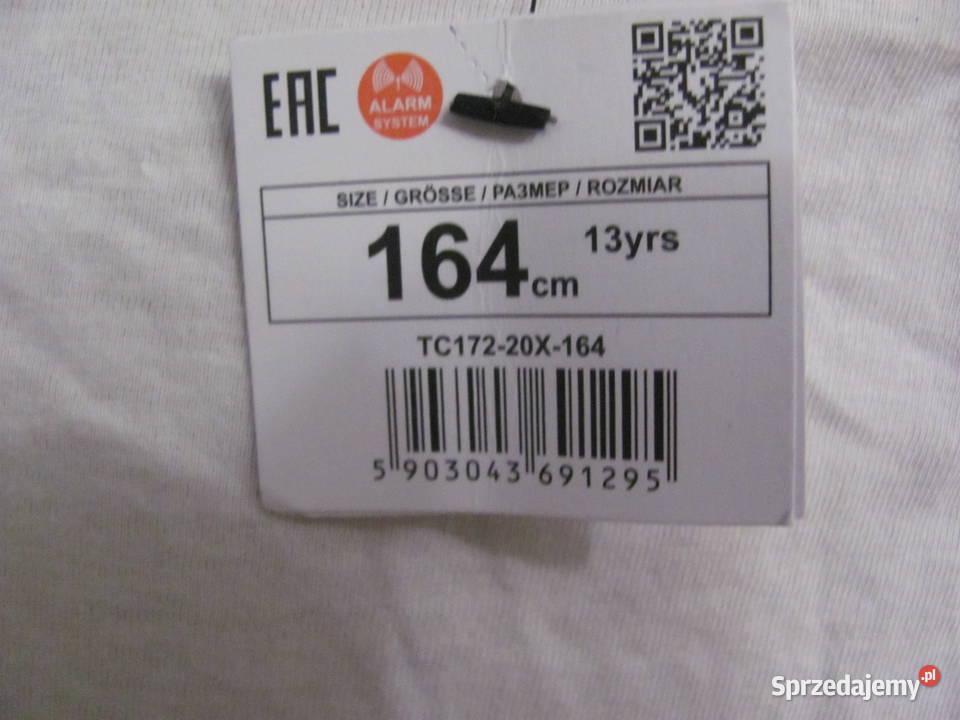 EAC
ALARM
SYSTEM
SIZE / GRÖSSE / РАЗМЕР / ROZMIAR
164cm 13yrs
TC172-20X-164
5 903043 691295
Sprzedajemy.pl